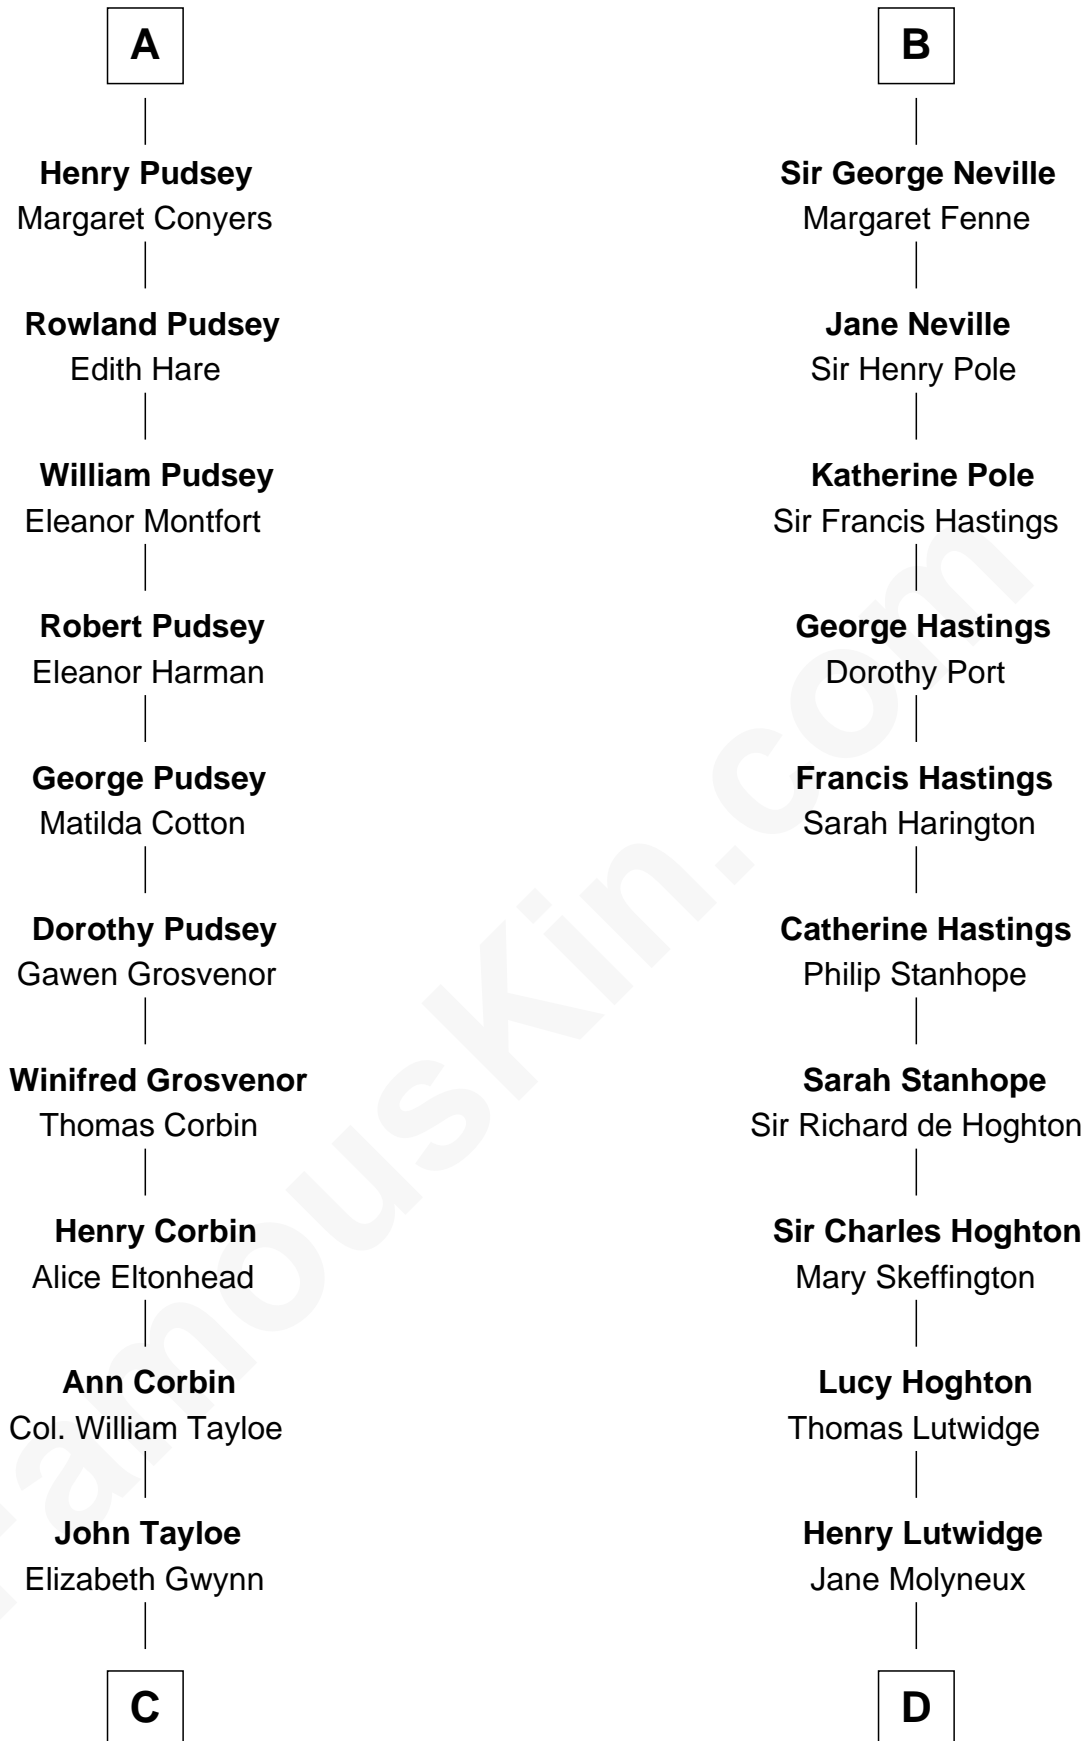 A
B
Henry Pudsey
Margaret Conyers
Sir George Neville
Margaret Fenne
Rowland Pudsey
Edith Hare
Jane Neville
Sir Henry Pole
William Pudsey
Eleanor Montfort
Katherine Pole
Sir Francis Hastings
Robert Pudsey
Eleanor Harman
George Hastings
Dorothy Port
George Pudsey
Matilda Cotton
Francis Hastings
Sarah Harington
Dorothy Pudsey
Gawen Grosvenor
Catherine Hastings
Philip Stanhope
Winifred Grosvenor
Thomas Corbin
Sarah Stanhope
Sir Richard de Hoghton
Henry Corbin
Alice Eltonhead
Sir Charles Hoghton
Mary Skeffington
Ann Corbin
Col. William Tayloe
Lucy Hoghton
Thomas Lutwidge
John Tayloe
Elizabeth Gwynn
Henry Lutwidge
Jane Molyneux
C
D
FamousKin.com